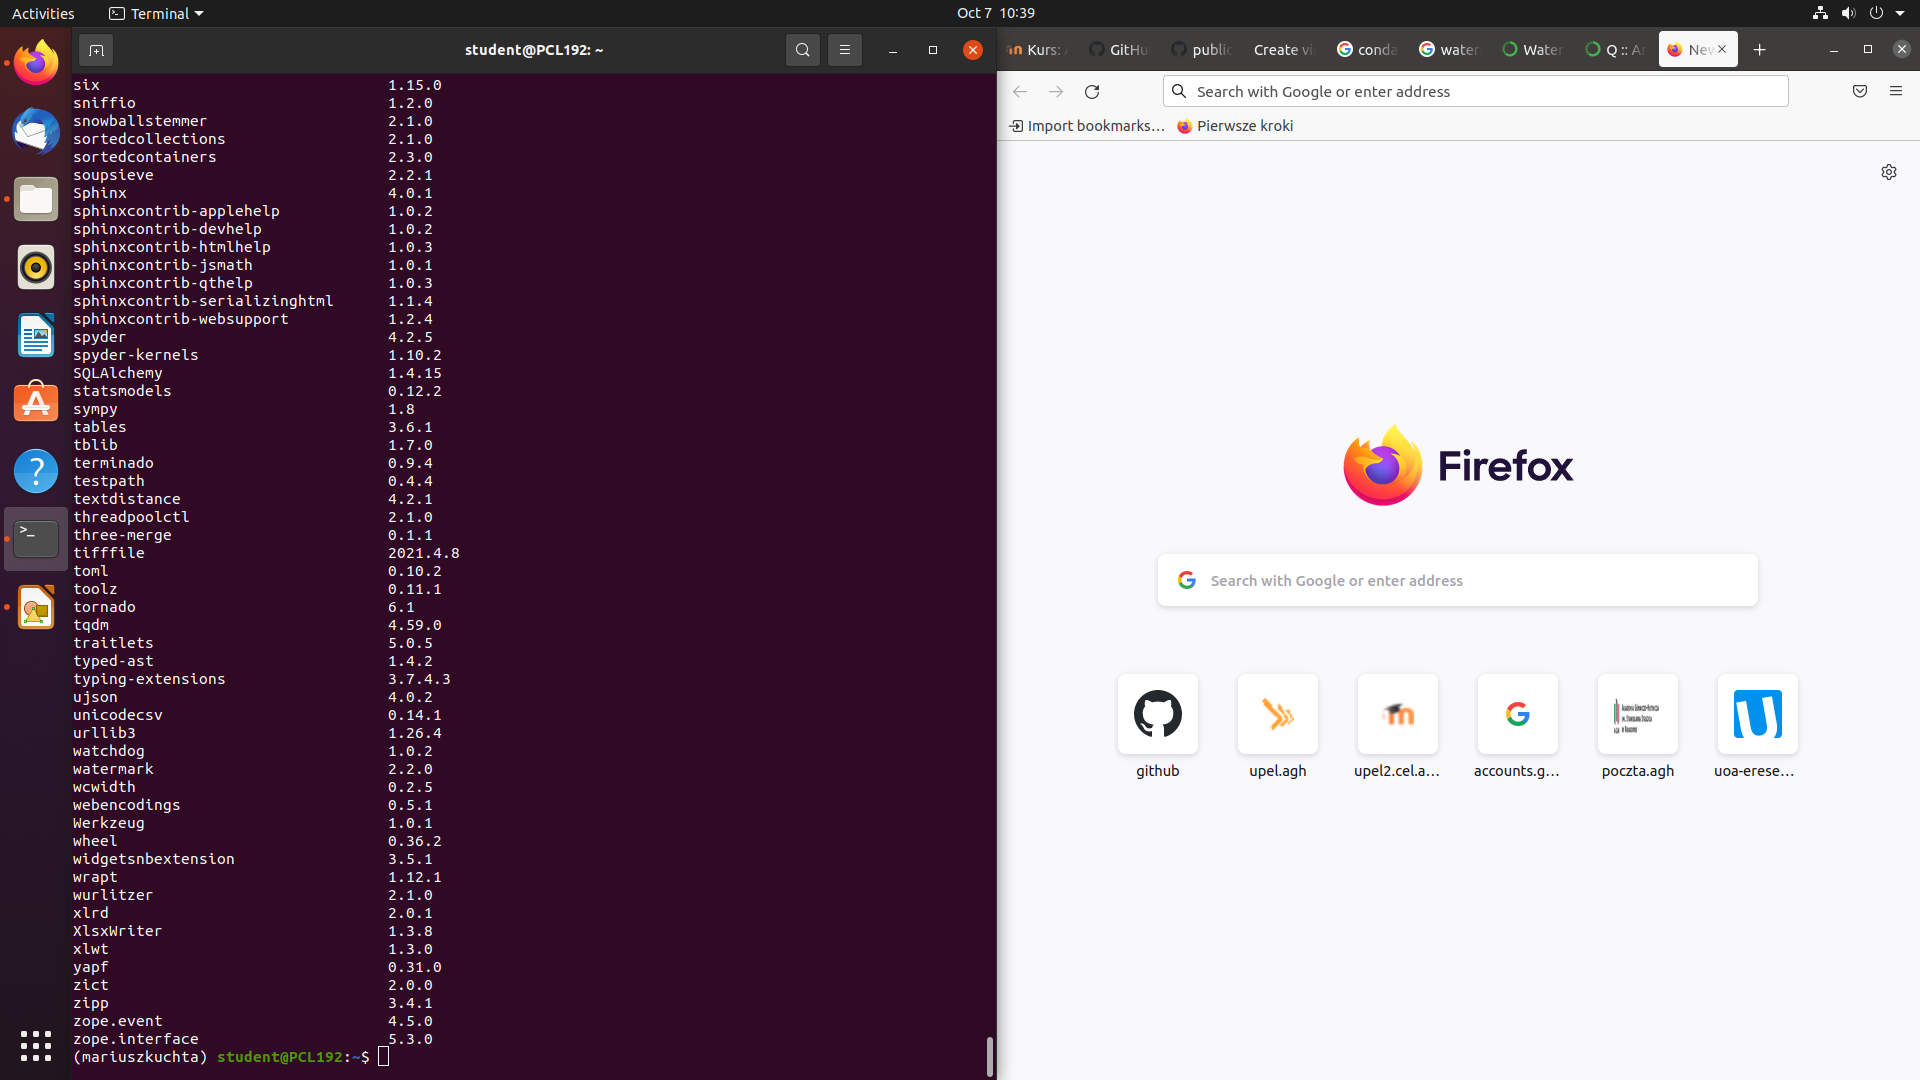 Activities
Terminal
Oct 7 10:39
student@PCL192: ~
six 1.15.0
sniffio 1.2.0
snowballstemmer 2.1.0
sortedcollections 2.1.0
sortedcontainers 2.3.0
soupsieve 2.2.1
Sphinx 4.0.1
sphinxcontrib-applehelp 1.0.2
sphinxcontrib-devhelp 1.0.2
sphinxcontrib-htmlhelp 1.0.3
sphinxcontrib-jsmath 1.0.1
sphinxcontrib-qthelp 1.0.3
sphinxcontrib-serializinghtml 1.1.4
sphinxcontrib-websupport 1.2.4
spyder 4.2.5
spyder-kernels 1.10.2
SQLAlchemy 1.4.15
statsmodels 0.12.2
sympy 1.8
tables 3.6.1
tblib 1.7.0
terminado 0.9.4
testpath 0.4.4
textdistance 4.2.1
threadpoolctl 2.1.0
three-merge 0.1.1
tifffile 2021.4.8
toml 0.10.2
toolz 0.11.1
tornado 6.1
tqdm 4.59.0
traitlets 5.0.5
typed-ast 1.4.2
typing-extensions 3.7.4.3
ujson 4.0.2
unicodecsv 0.14.1
urllib3 1.26.4
watchdog 1.0.2
watermark 2.2.0
wcwidth 0.2.5
webencodings 0.5.1
Werkzeug 1.0.1
wheel 0.36.2
widgetsnbextension 3.5.1
wrapt 1.12.1
wurlitzer 2.1.0
xlrd 2.0.1
XlsxWriter 1.3.8
xlwt 1.3.0
yapf 0.31.0
zict 2.0.0
zipp 3.4.1
zope.event 4.5.0
zope.interface 5.3.0
(mariuszkuchta) student@PCL192:~$
Kurs: GitHu public Create vi conda water Water Q :: Ar New
Search with Google or enter address
Import bookmarks… Pierwsze kroki
Firefox
Search with Google or enter address
github upel.agh upel2.cel.a… accounts.g… poczta.agh uoa-erese…